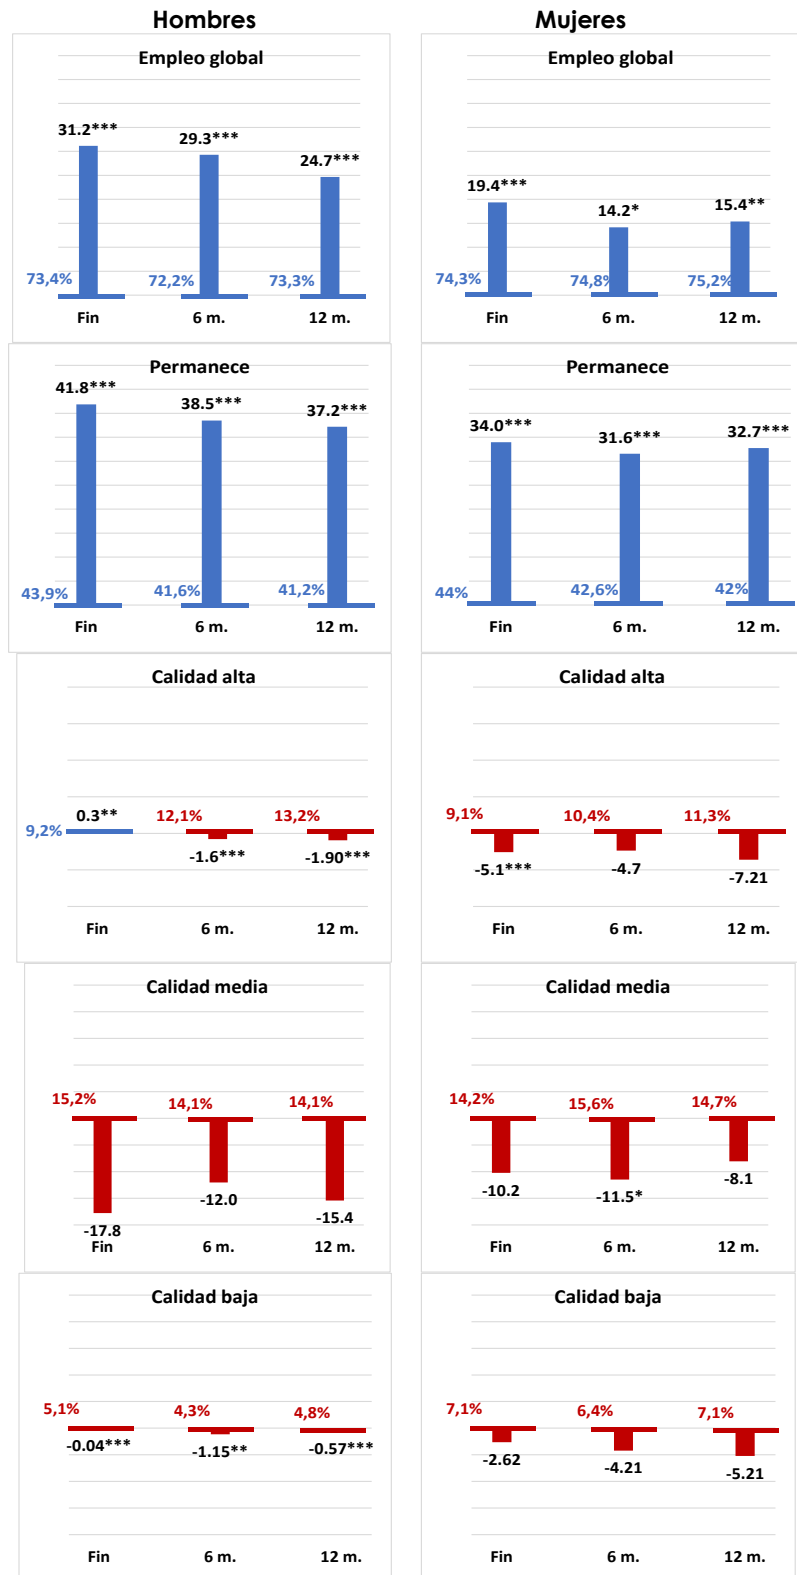 Hombres Mujeres
Empleo global
31.2*** 29.3*** 24.7***
73,4% 72,2% 73,3%
Fin 6 m. 12 m.
Empleo global
19.4*** 14.2* 15.4**
74,3% 74,8% 75,2%
Fin 6 m. 12 m.
Permanece
41.8*** 38.5*** 37.2***
43,9% 41,6% 41,2%
Fin 6 m. 12 m.
Permanece
34.0*** 31.6*** 32.7***
44% 42,6% 42%
Fin 6 m. 12 m.
Calidad alta
0.3** 12,1% 13,2%
9,2% -1.6*** -1.90***
Fin 6 m. 12 m.
Calidad alta
9,1% 10,4% 11,3%
-5.1*** -4.7 -7.21
Fin 6 m. 12 m.
Calidad media
15,2% 14,1% 14,1%
-17.8 -12.0 -15.4
Fin 6 m. 12 m.
Calidad media
14,2% 15,6% 14,7%
-10.2 -11.5* -8.1
Fin 6 m. 12 m.
Calidad baja
5,1% 4,3% 4,8%
-0.04*** -1.15** -0.57***
Fin 6 m. 12 m.
Calidad baja
7,1% 6,4% 7,1%
-2.62 -4.21 -5.21
Fin 6 m. 12 m.